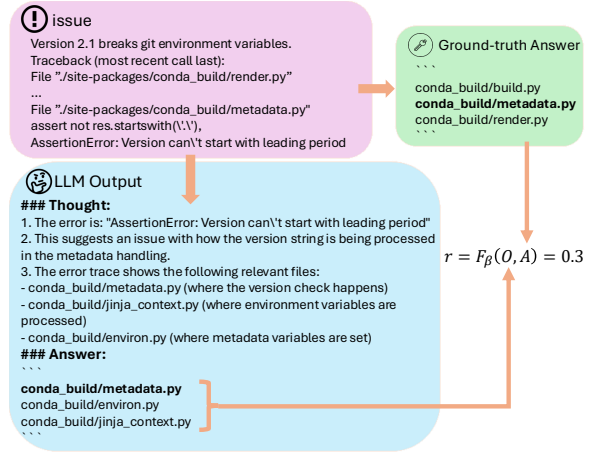 issue
Version 2.1 breaks git environment variables.
Traceback (most recent call last):
File "./site-packages/conda_build/render.py"
...
File "./site-packages/conda_build/metadata.py"
assert not res.startswith(\'.\'),
AssertionError: Version can\'t start with leading period
Ground-truth Answer
```
conda_build/build.py
conda_build/metadata.py
conda_build/render.py
```
LLM Output
### Thought:
1. The error is: "AssertionError: Version can\'t start with leading period"
2. This suggests an issue with how the version string is being processed
in the metadata handling.
3. The error trace shows the following relevant files:
- conda_build/metadata.py (where the version check happens)
- conda_build/jinja_context.py (where environment variables are
processed)
- conda_build/environ.py (where metadata variables are set)
### Answer:
```
conda_build/metadata.py
conda_build/environ.py
conda_build/jinja_context.py
```
r = F_β(O, A) = 0.3